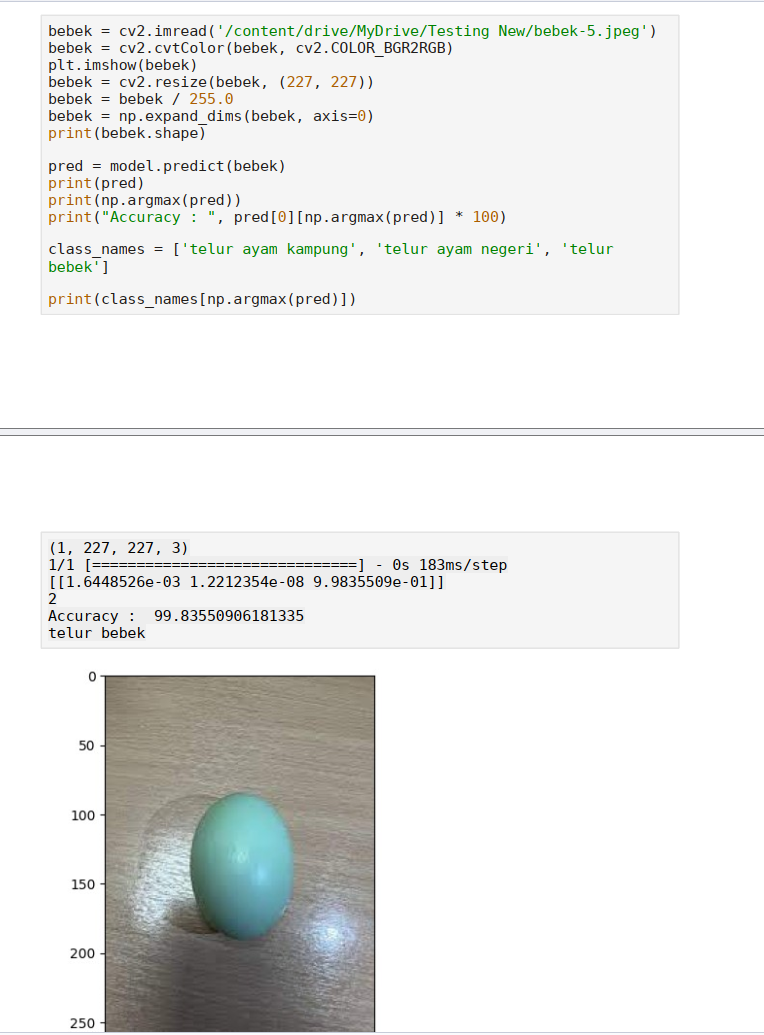 bebek = cv2.imread('/content/drive/MyDrive/Testing New/bebek-5.jpeg')
bebek = cv2.cvtColor(bebek, cv2.COLOR_BGR2RGB)
plt.imshow(bebek)
bebek = cv2.resize(bebek, (227, 227))
bebek = bebek / 255.0
bebek = np.expand_dims(bebek, axis=0)
print(bebek.shape)
pred = model.predict(bebek)
print(pred)
print(np.argmax(pred))
print("Accuracy : ", pred[0][np.argmax(pred)] * 100)
class_names = ['telur ayam kampung', 'telur ayam negeri', 'telur
bebek']
print(class_names[np.argmax(pred)])
(1, 227, 227, 3)
1/1 [==============================] - 0s 183ms/step
[[1.6448526e-03 1.2212354e-08 9.9835509e-01]]
2
Accuracy :  99.83550906181335
telur bebek
0
50
100
150
200
250